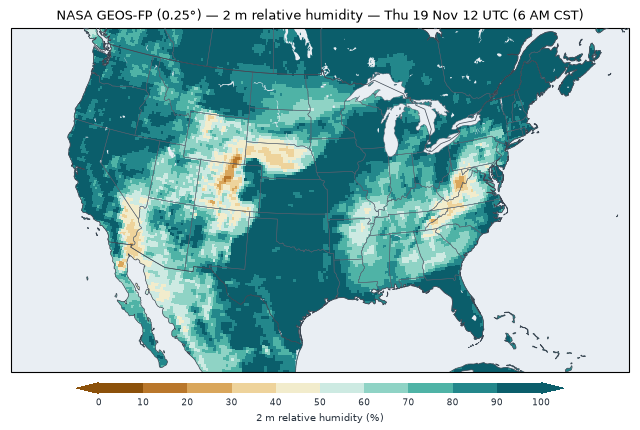 NASA GEOS-FP (0.25°) — 2 m relative humidity — Thu 19 Nov 12 UTC (6 AM CST)
0 10 20 30 40 50 60 70 80 90 100
2 m relative humidity (%)